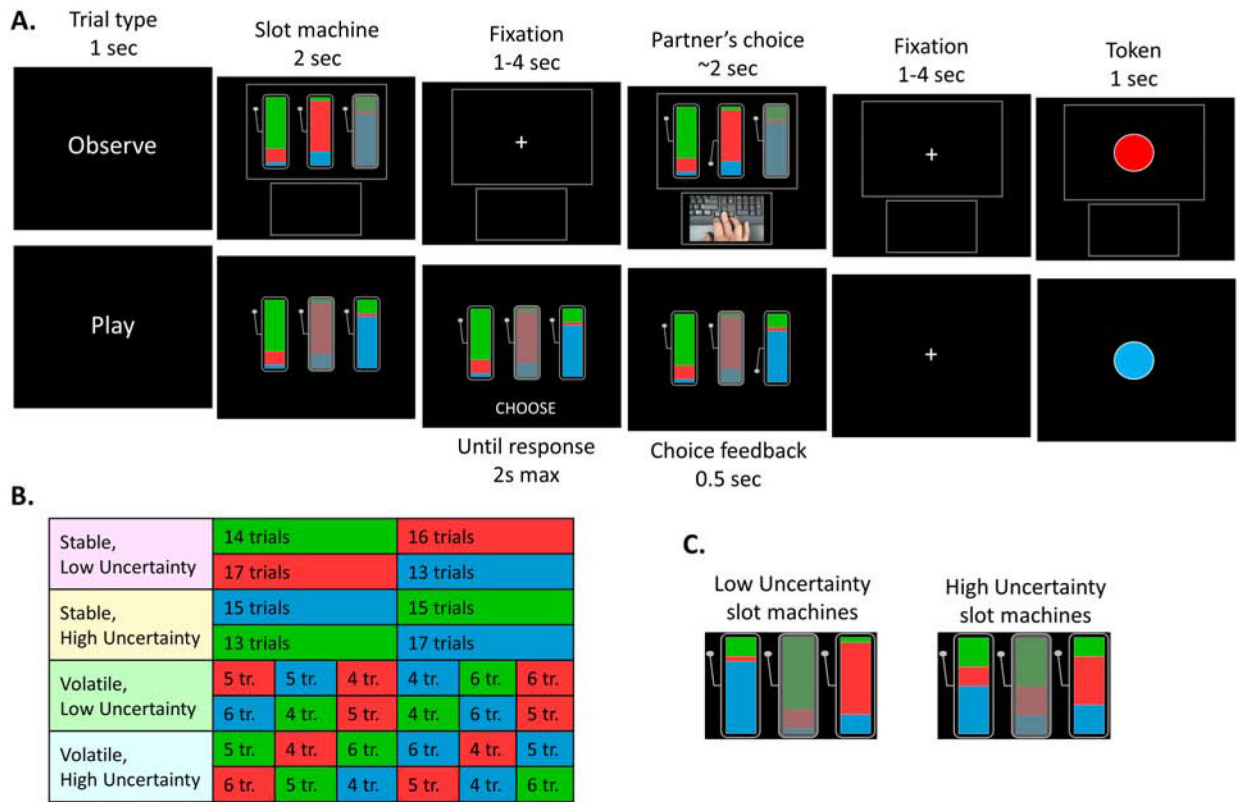 A.
Trial type
1 sec
Slot machine
2 sec
Fixation
1-4 sec
Partner's choice
~2 sec
Fixation
1-4 sec
Token
1 sec
Observe
+
+
Play
CHOOSE
+
Until response
2s max
Choice feedback
0.5 sec
B.
Stable,
Low Uncertainty
14 trials
16 trials
17 trials
13 trials
Stable,
High Uncertainty
15 trials
15 trials
13 trials
17 trials
Volatile,
Low Uncertainty
5 tr.
5 tr.
4 tr.
4 tr.
6 tr.
6 tr.
6 tr.
4 tr.
5 tr.
4 tr.
6 tr.
5 tr.
Volatile,
High Uncertainty
5 tr.
4 tr.
6 tr.
6 tr.
4 tr.
5 tr.
6 tr.
5 tr.
4 tr.
5 tr.
4 tr.
6 tr.
C.
Low Uncertainty
slot machines
High Uncertainty
slot machines